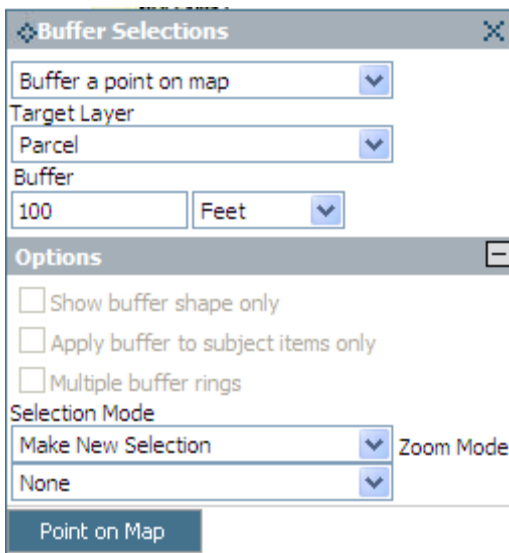 Buffer Selections
Buffer a point on map
Target Layer
Parcel
Buffer
100 Feet
Options
Show buffer shape only
Apply buffer to subject items only
Multiple buffer rings
Selection Mode
Make New Selection Zoom Mode
None
Point on Map